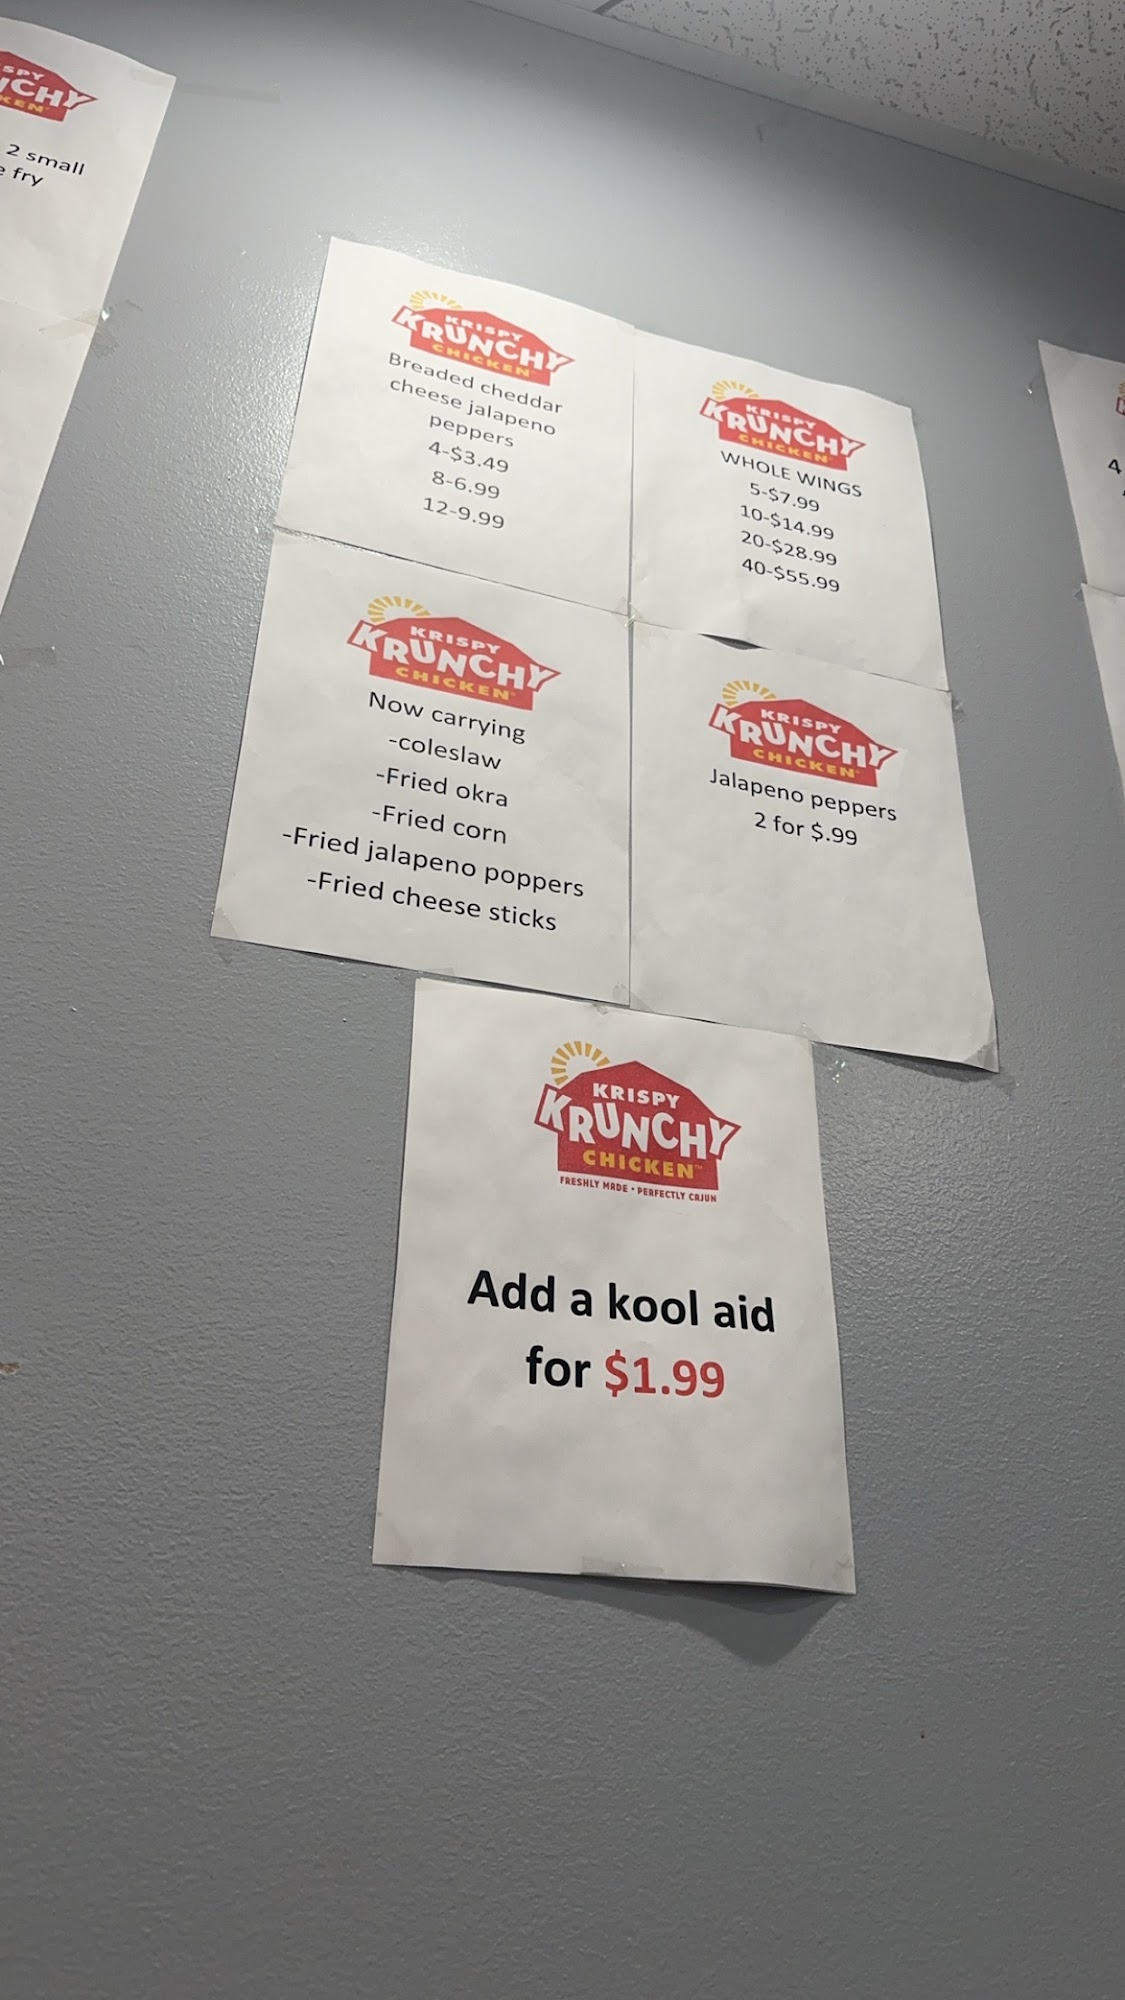 2 small
fry
KRISPY
KRUNCHY
CHICKEN
Breaded cheddar
cheese jalapeno
peppers
4-$3.49
8-6.99
12-9.99
KRISPY
KRUNCHY
CHICKEN
WHOLE WINGS
5-$7.99
10-$14.99
20-$28.99
40-$55.99
KRISPY
KRUNCHY
CHICKEN
Now carrying
-coleslaw
-Fried okra
-Fried corn
-Fried jalapeno poppers
-Fried cheese sticks
KRISPY
KRUNCHY
CHICKEN
Jalapeno peppers
2 for $.99
KRISPY
KRUNCHY
CHICKEN™
FRESHLY MADE • PERFECTLY CAJUN
Add a kool aid
for $1.99
4